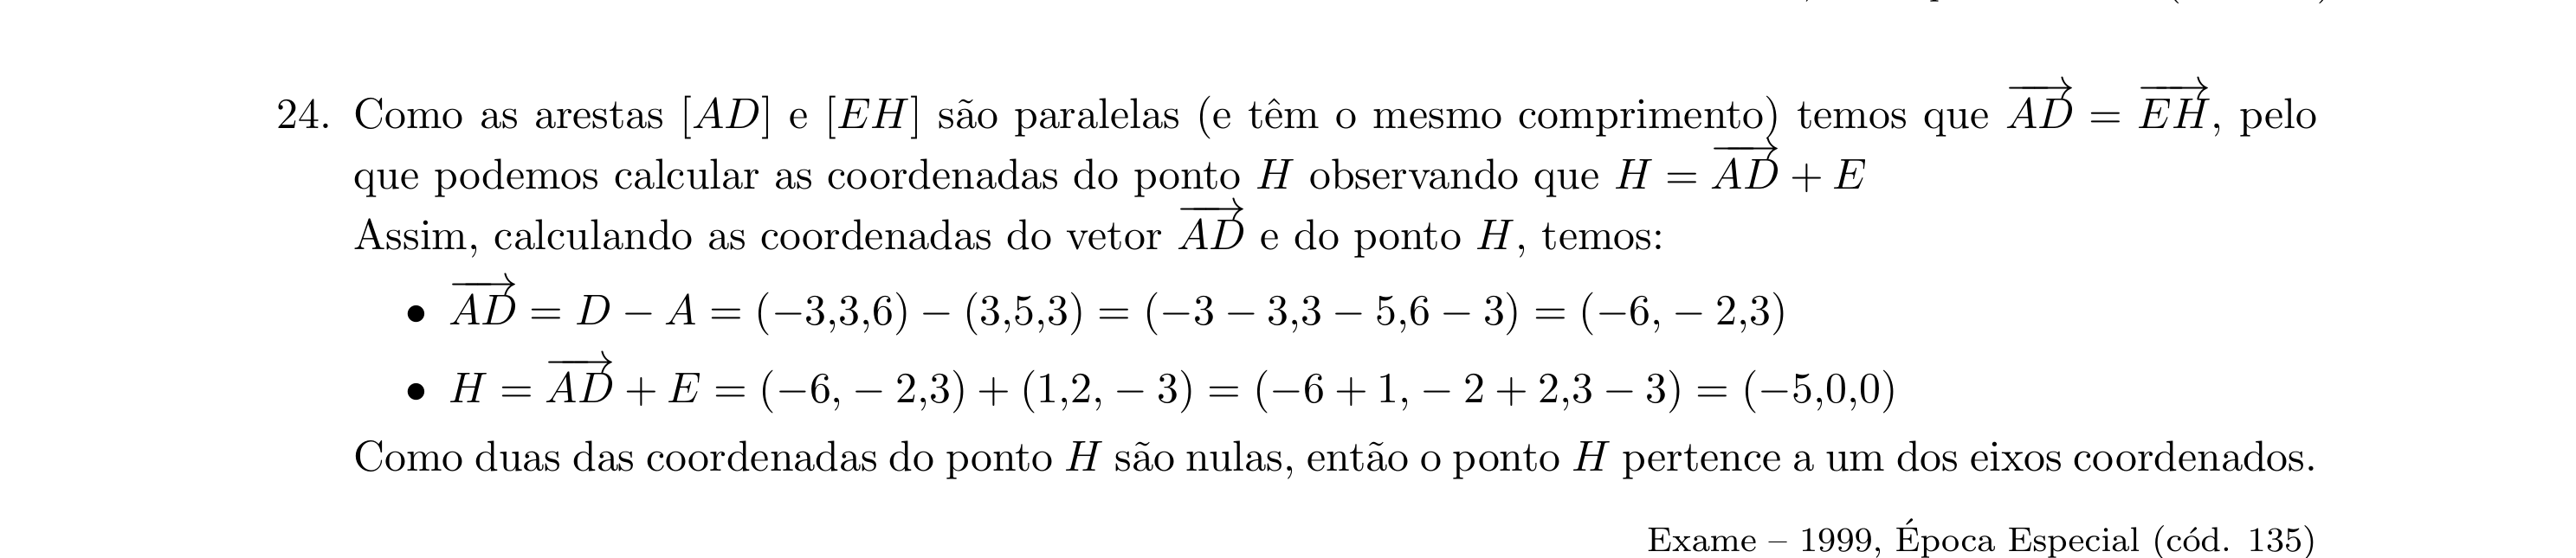 24. Como as arestas [AD] e [EH] são paralelas (e têm o mesmo comprimento) temos que $\overrightarrow{AD} = \overrightarrow{EH}$, pelo
que podemos calcular as coordenadas do ponto H observando que $H = \overrightarrow{AD} + E$
Assim, calculando as coordenadas do vetor $\overrightarrow{AD}$ e do ponto H, temos:
• $\overrightarrow{AD} = D - A = (-3,3,6) - (3,5,3) = (-3 - 3,3 - 5,6 - 3) = (-6, -2,3)$
• $H = \overrightarrow{AD} + E = (-6, -2,3) + (1,2, -3) = (-6 + 1, -2 + 2,3 - 3) = (-5,0,0)$
Como duas das coordenadas do ponto H são nulas, então o ponto H pertence a um dos eixos coordenados.
Exame – 1999, Época Especial (cód. 135)